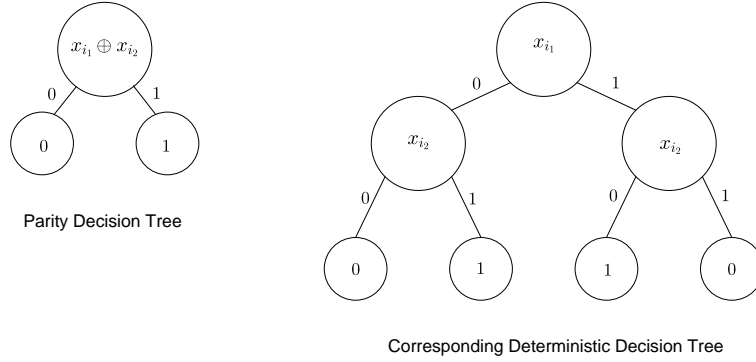 x_{i_1} ⊕ x_{i_2}
0 1
0 1
Parity Decision Tree
x_{i_1}
0 1
x_{i_2} x_{i_2}
0 1 0 1
0 1 1 0
Corresponding Deterministic Decision Tree